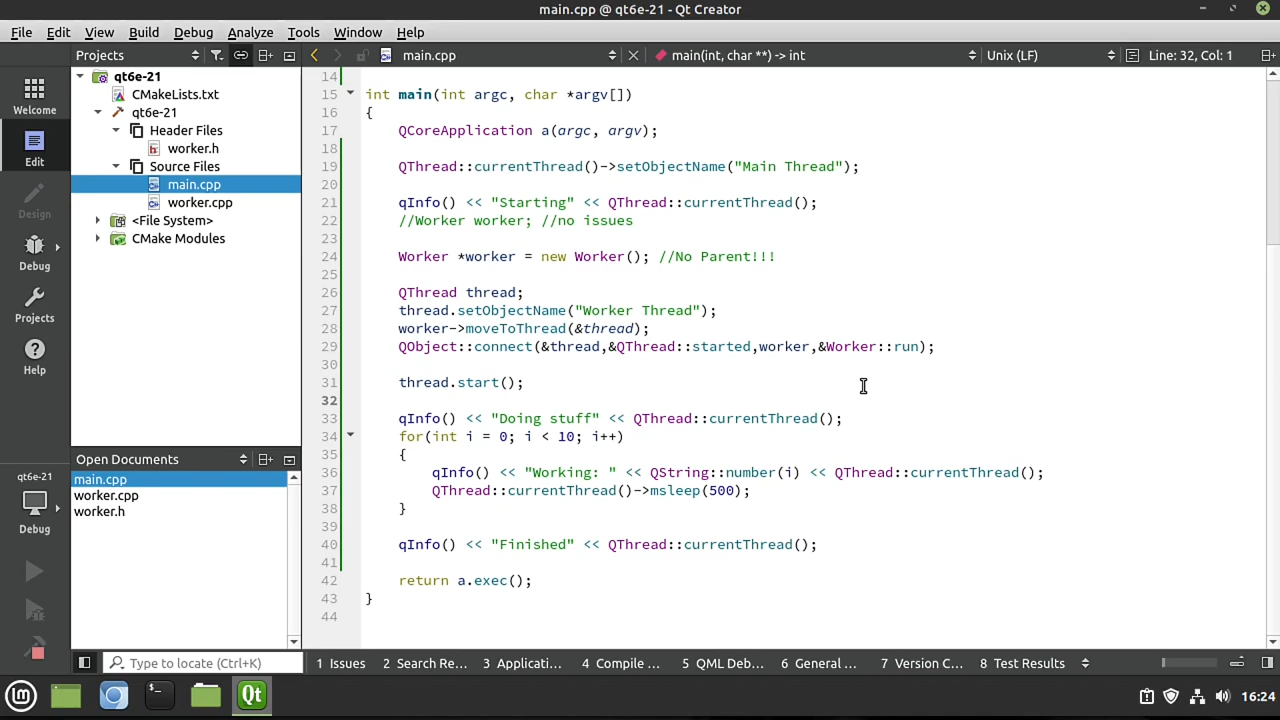 main.cpp @ qt6e-21 - Qt Creator
File Edit View Build Debug Analyze Tools Window Help
Projects main.cpp main(int, char **) -> int Unix (LF) Line: 32, Col: 1
Welcome
Edit
Design
Debug
Projects
Help
qt6e-21
Debug
qt6e-21
CMakeLists.txt
qt6e-21
Header Files
worker.h
Source Files
main.cpp
worker.cpp
<File System>
CMake Modules
Open Documents
main.cpp
worker.cpp
worker.h
14
15 int main(int argc, char *argv[])
16 {
17 QCoreApplication a(argc, argv);
18
19 QThread::currentThread()->setObjectName("Main Thread");
20
21 qInfo() << "Starting" << QThread::currentThread();
22 //Worker worker; //no issues
23
24 Worker *worker = new Worker(); //No Parent!!!
25
26 QThread thread;
27 thread.setObjectName("Worker Thread");
28 worker->moveToThread(&thread);
29 QObject::connect(&thread,&QThread::started,worker,&Worker::run);
30
31 thread.start();
32
33 qInfo() << "Doing stuff" << QThread::currentThread();
34 for(int i = 0; i < 10; i++)
35 {
36 qInfo() << "Working: " << QString::number(i) << QThread::currentThread();
37 QThread::currentThread()->msleep(500);
38 }
39
40 qInfo() << "Finished" << QThread::currentThread();
41
42 return a.exec();
43 }
44
Type to locate (Ctrl+K) 1 Issues 2 Search Re... 3 Applicati... 4 Compile ... 5 QML Deb... 6 General ... 7 Version C... 8 Test Results
16:24